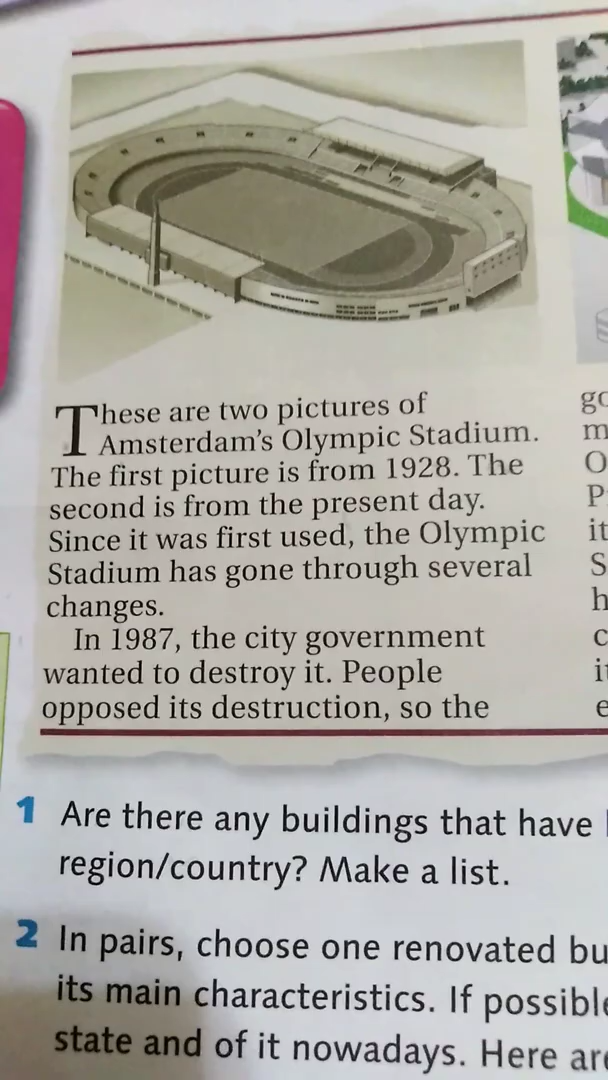 These are two pictures of
Amsterdam's Olympic Stadium.
The first picture is from 1928. The
second is from the present day.
Since it was first used, the Olympic
Stadium has gone through several
changes.
In 1987, the city government
wanted to destroy it. People
opposed its destruction, so the
1 Are there any buildings that have
region/country? Make a list.
2 In pairs, choose one renovated
its main characteristics. If
state and of it nowadays. Here